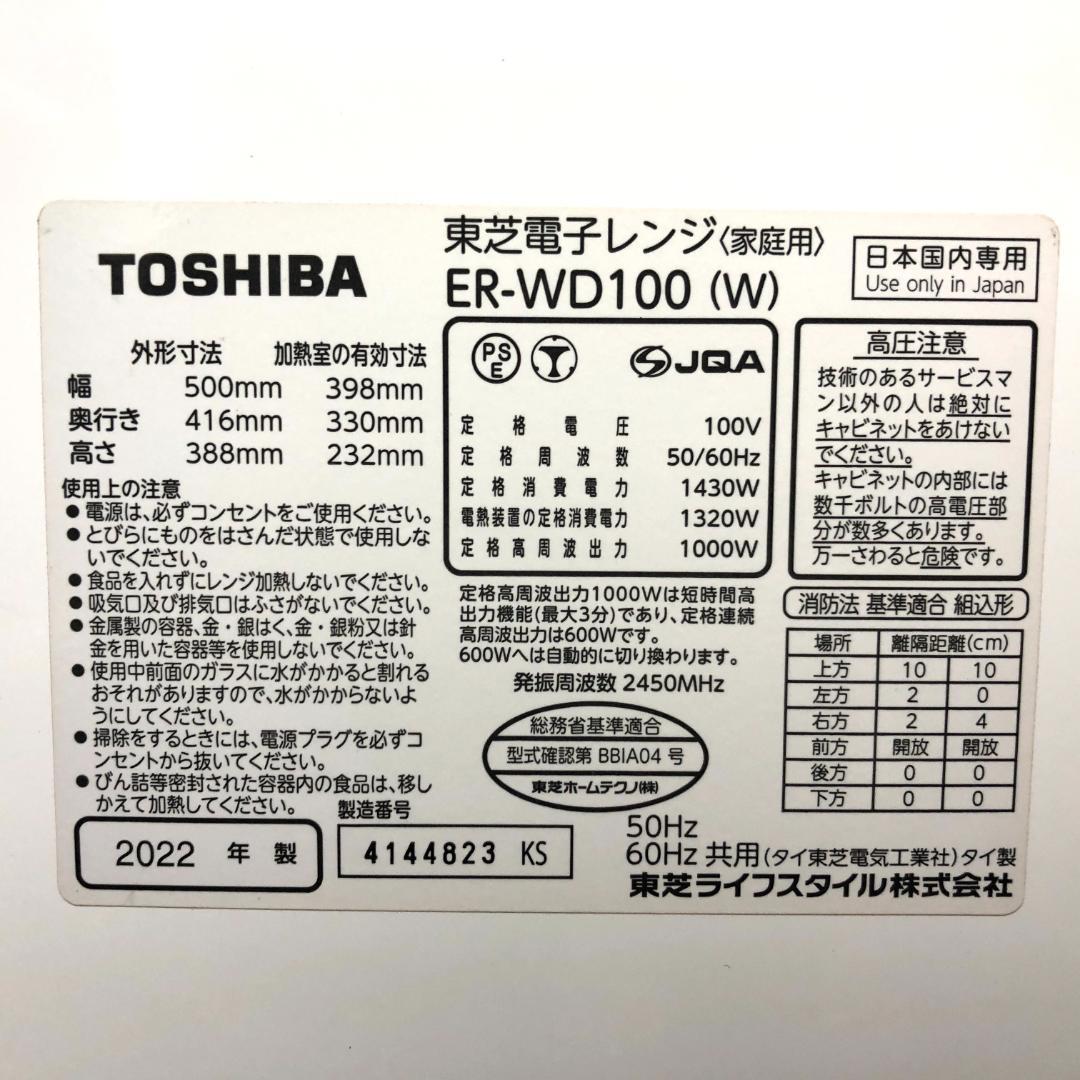 TOSHIBA
東芝電子レンジ〈家庭用〉
ER-WD100 (W)
日本国内専用
Use only in Japan
外形寸法 加熱室の有効寸法
幅 500mm 398mm
奥行き 416mm 330mm
高さ 388mm 232mm
使用上の注意
●電源は、必ずコンセントをご使用ください。
●とびらにものをはさんだ状態で使用しな
いでください。
●食品を入れずにレンジ加熱しないでください。
●吸気口及び排気口はふさがないでください。
●金属製の容器、金・銀はく、金・銀粉又は針
金を用いた容器等を使用しないでください。
●使用中前面のガラスに水がかかると割れる
おそれがありますので、水がかからないよ
うにしてください。
●掃除をするときには、電源プラグを必ずコ
ンセントから抜いてください。
●びん詰等密封された容器内の食品は、移し
かえて加熱してください。
PS
E
JQA
定格電圧 100V
定格周波数 50/60Hz
定格消費電力 1430W
電熱装置の定格消費電力 1320W
定格高周波出力 1000W
定格高周波出力1000Wは短時間高
出力機能(最大3分)であり、定格連続
高周波出力は600Wです。
600Wへは自動的に切り換わります。
発振周波数 2450MHz
総務省基準適合
型式確認第 BBIA04 号
東芝ホームテクノ(株)
高圧注意
技術のあるサービスマ
ン以外の人は絶対に
キャビネットをあけない
でください。
キャビネットの内部には
数千ボルトの高電圧部
分が数多くあります。
万一さわると危険です。
消防法 基準適合 組込形
場所 離隔距離(cm)
上方 10 10
左方 2 0
右方 2 4
前方 開放 開放
後方 0 0
下方 0 0
2022 年 製
製造番号
4144823 KS
50Hz
60Hz 共用(タイ東芝電気工業社)タイ製
東芝ライフスタイル株式会社